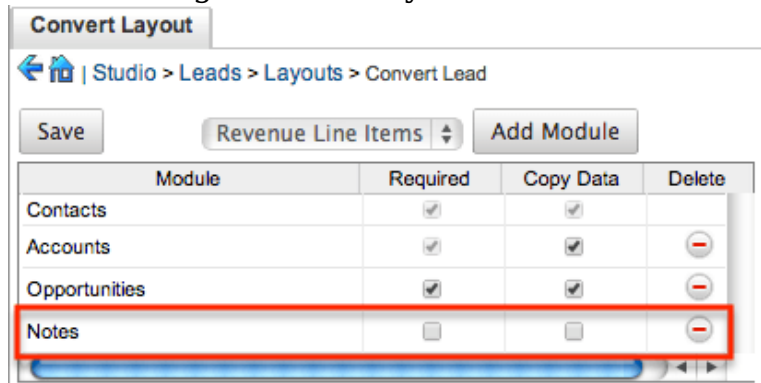 Convert Layout
| Studio > Leads > Layouts > Convert Lead
Save Revenue Line Items Add Module
Module Required Copy Data Delete
Contacts
Accounts
Opportunities
Notes